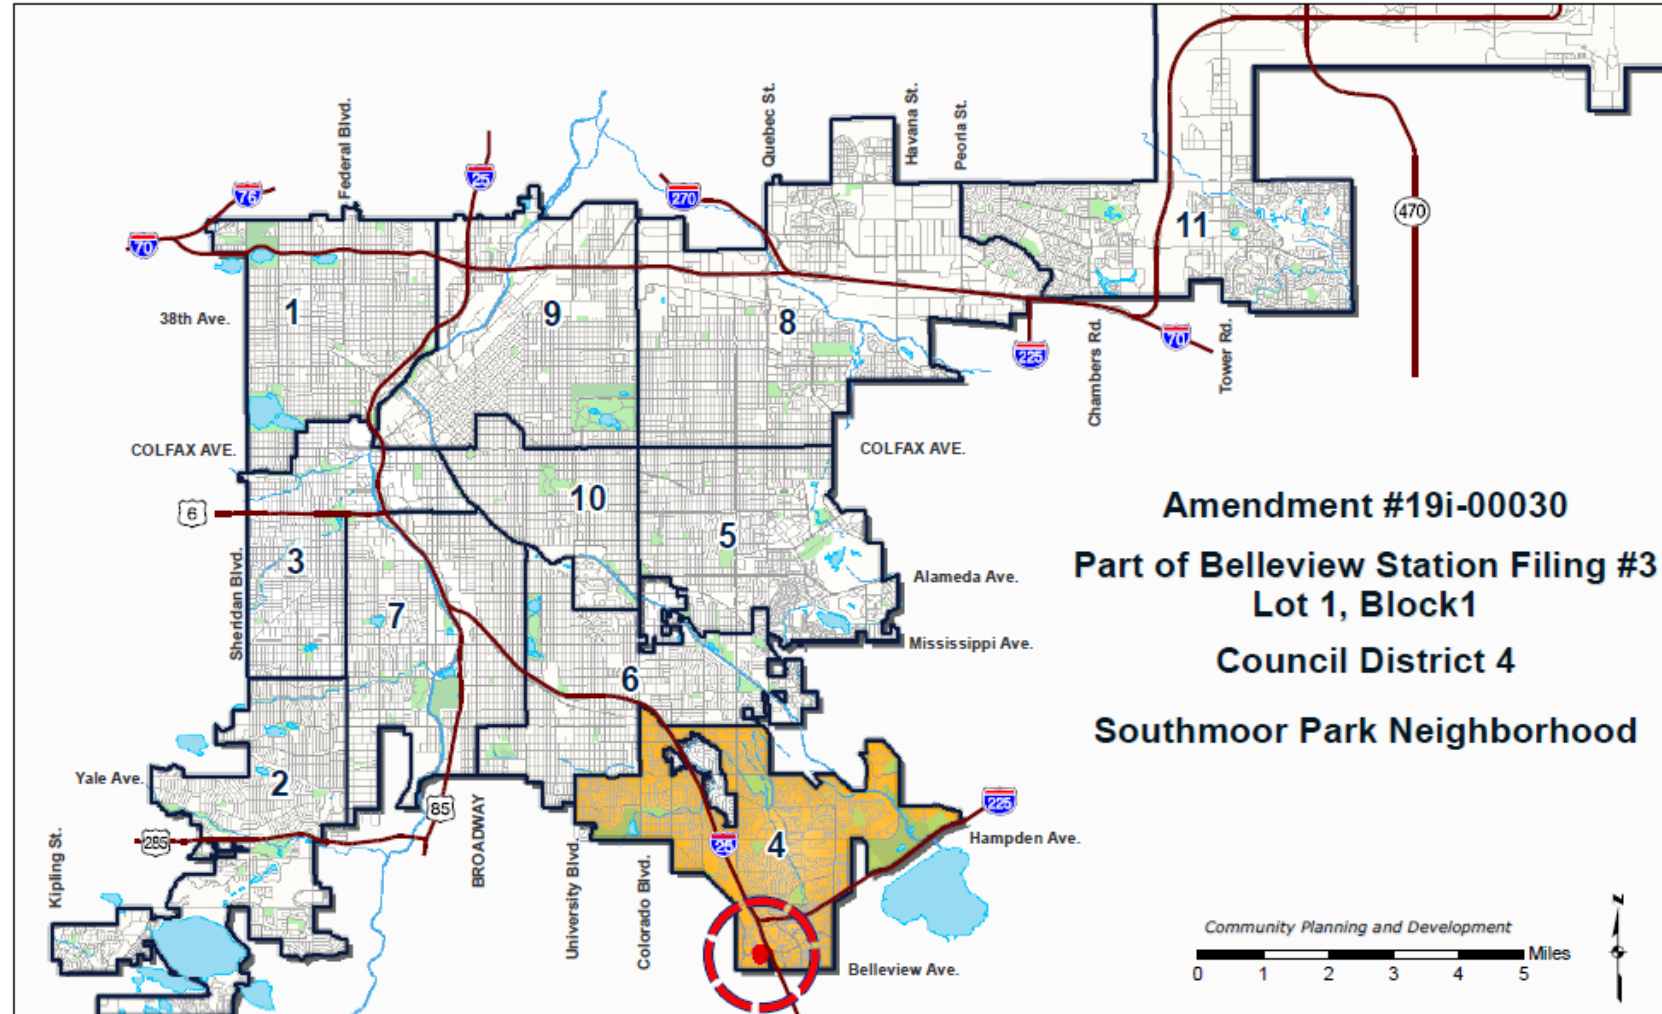 Federal Blvd.
Quebec St.
Havana St.
Peoria St.
76
25
270
70
470
11
38th Ave.
1
9
8
225
70
Chambers Rd.
Tower Rd.
COLFAX AVE.
COLFAX AVE.
6
10
5
3
Sheridan Blvd.
7
Alameda Ave.
Mississippi Ave.
6
Amendment #19i-00030
Part of Belleview Station Filing #3
Lot 1, Block1
Council District 4
Southmoor Park Neighborhood
Yale Ave.
2
85
285
Kipling St.
BROADWAY
University Blvd.
Colorado Blvd.
25
4
225
Hampden Ave.
Belleview Ave.
Community Planning and Development
Miles
0 1 2 3 4 5
z